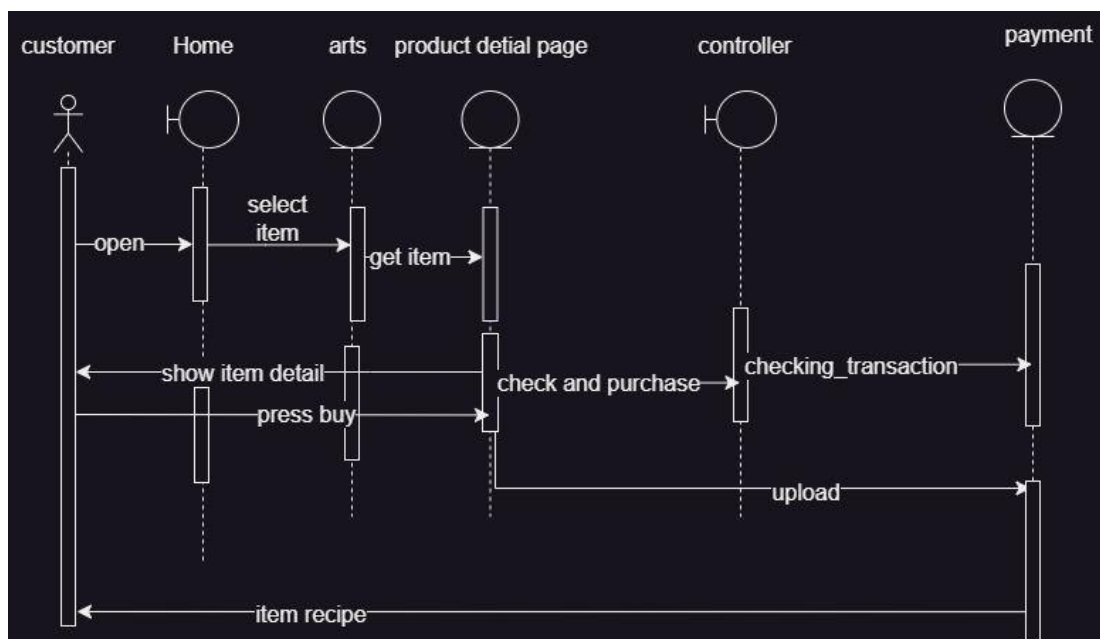 customer
Home
arts
product detial page
controller
payment
select
item
open
get item
show item detail
checking_transaction
check and purchase
press buy
upload
item recipe